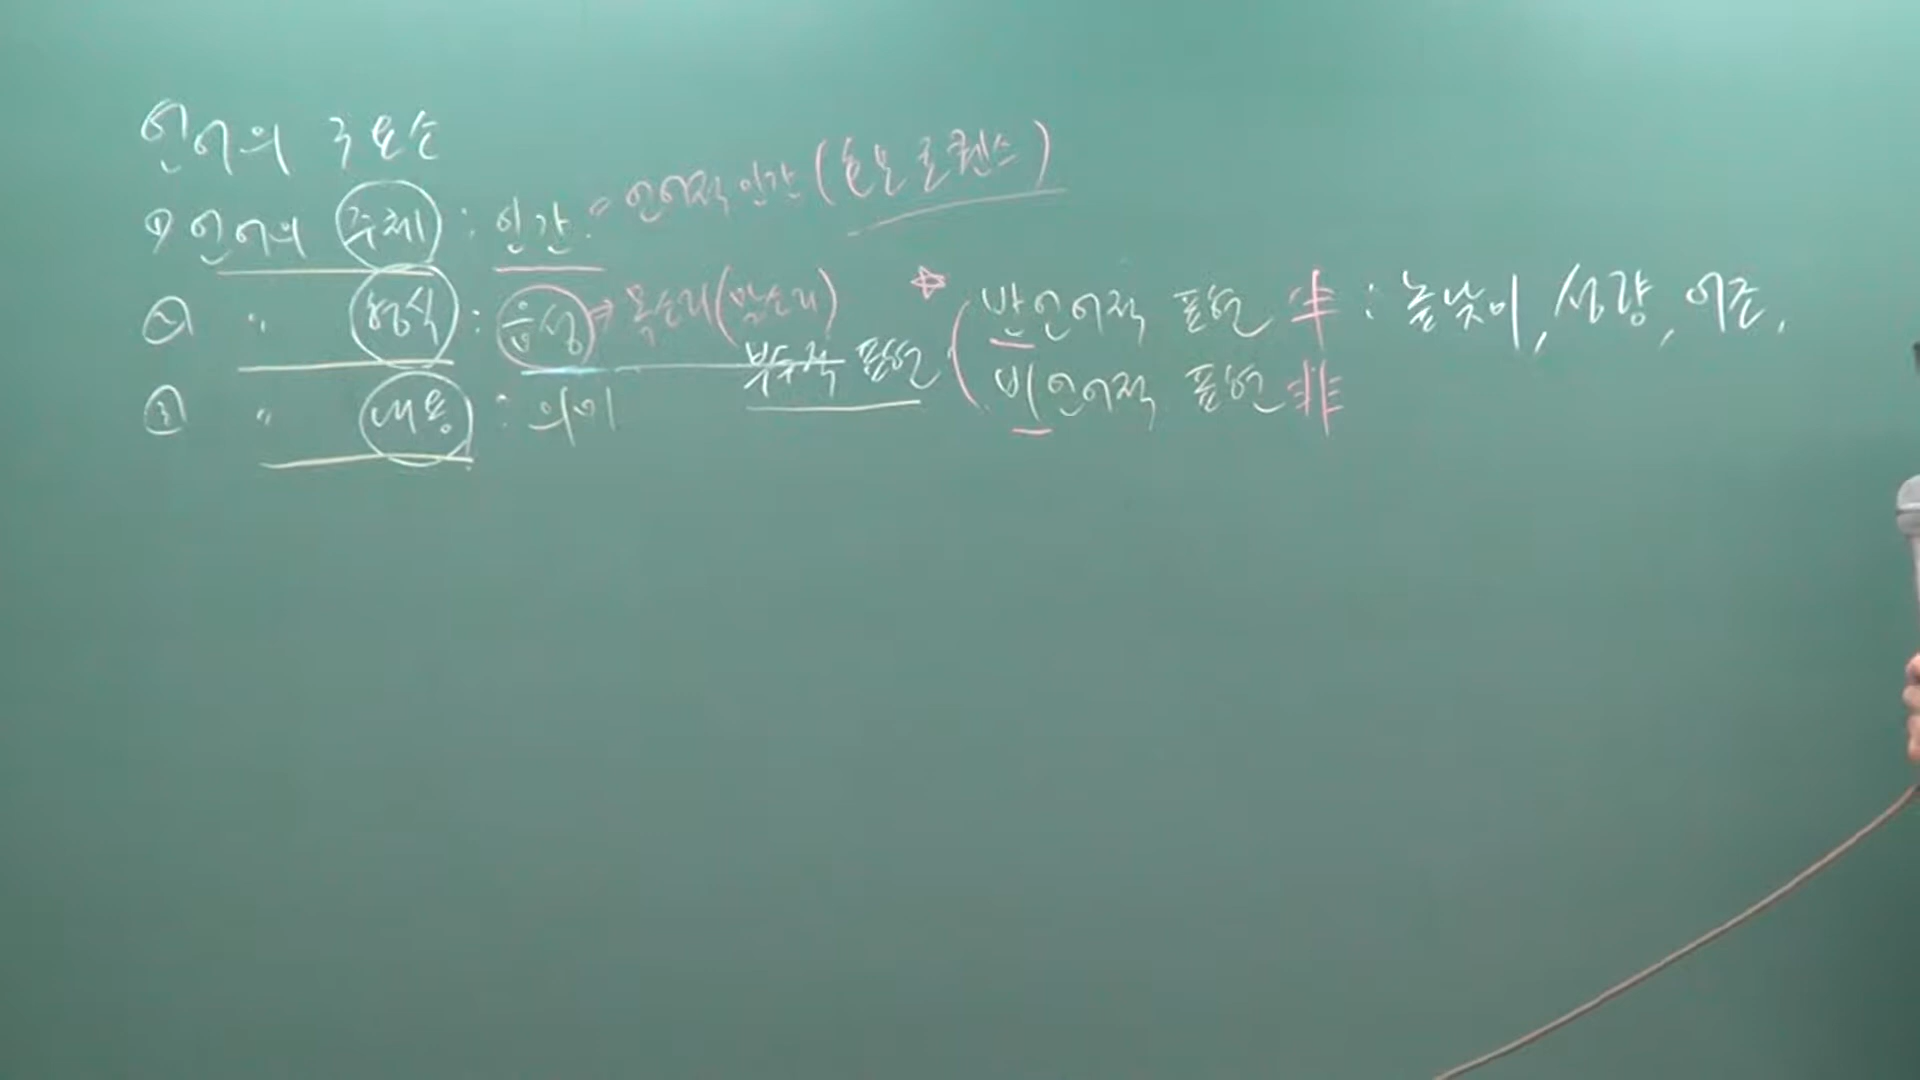 언어의 3요소
① 언어의 주체 : 인간 = 언어적 인간 (호모 로퀜스)
② 〃 형식 : 음성 ⇒ 목소리 (말소리)
☆ 반언어적 표현 半 : 높낮이, 성량, 어조,
부수적 표현
비언어적 표현 非
③ 〃 내용 : 의미